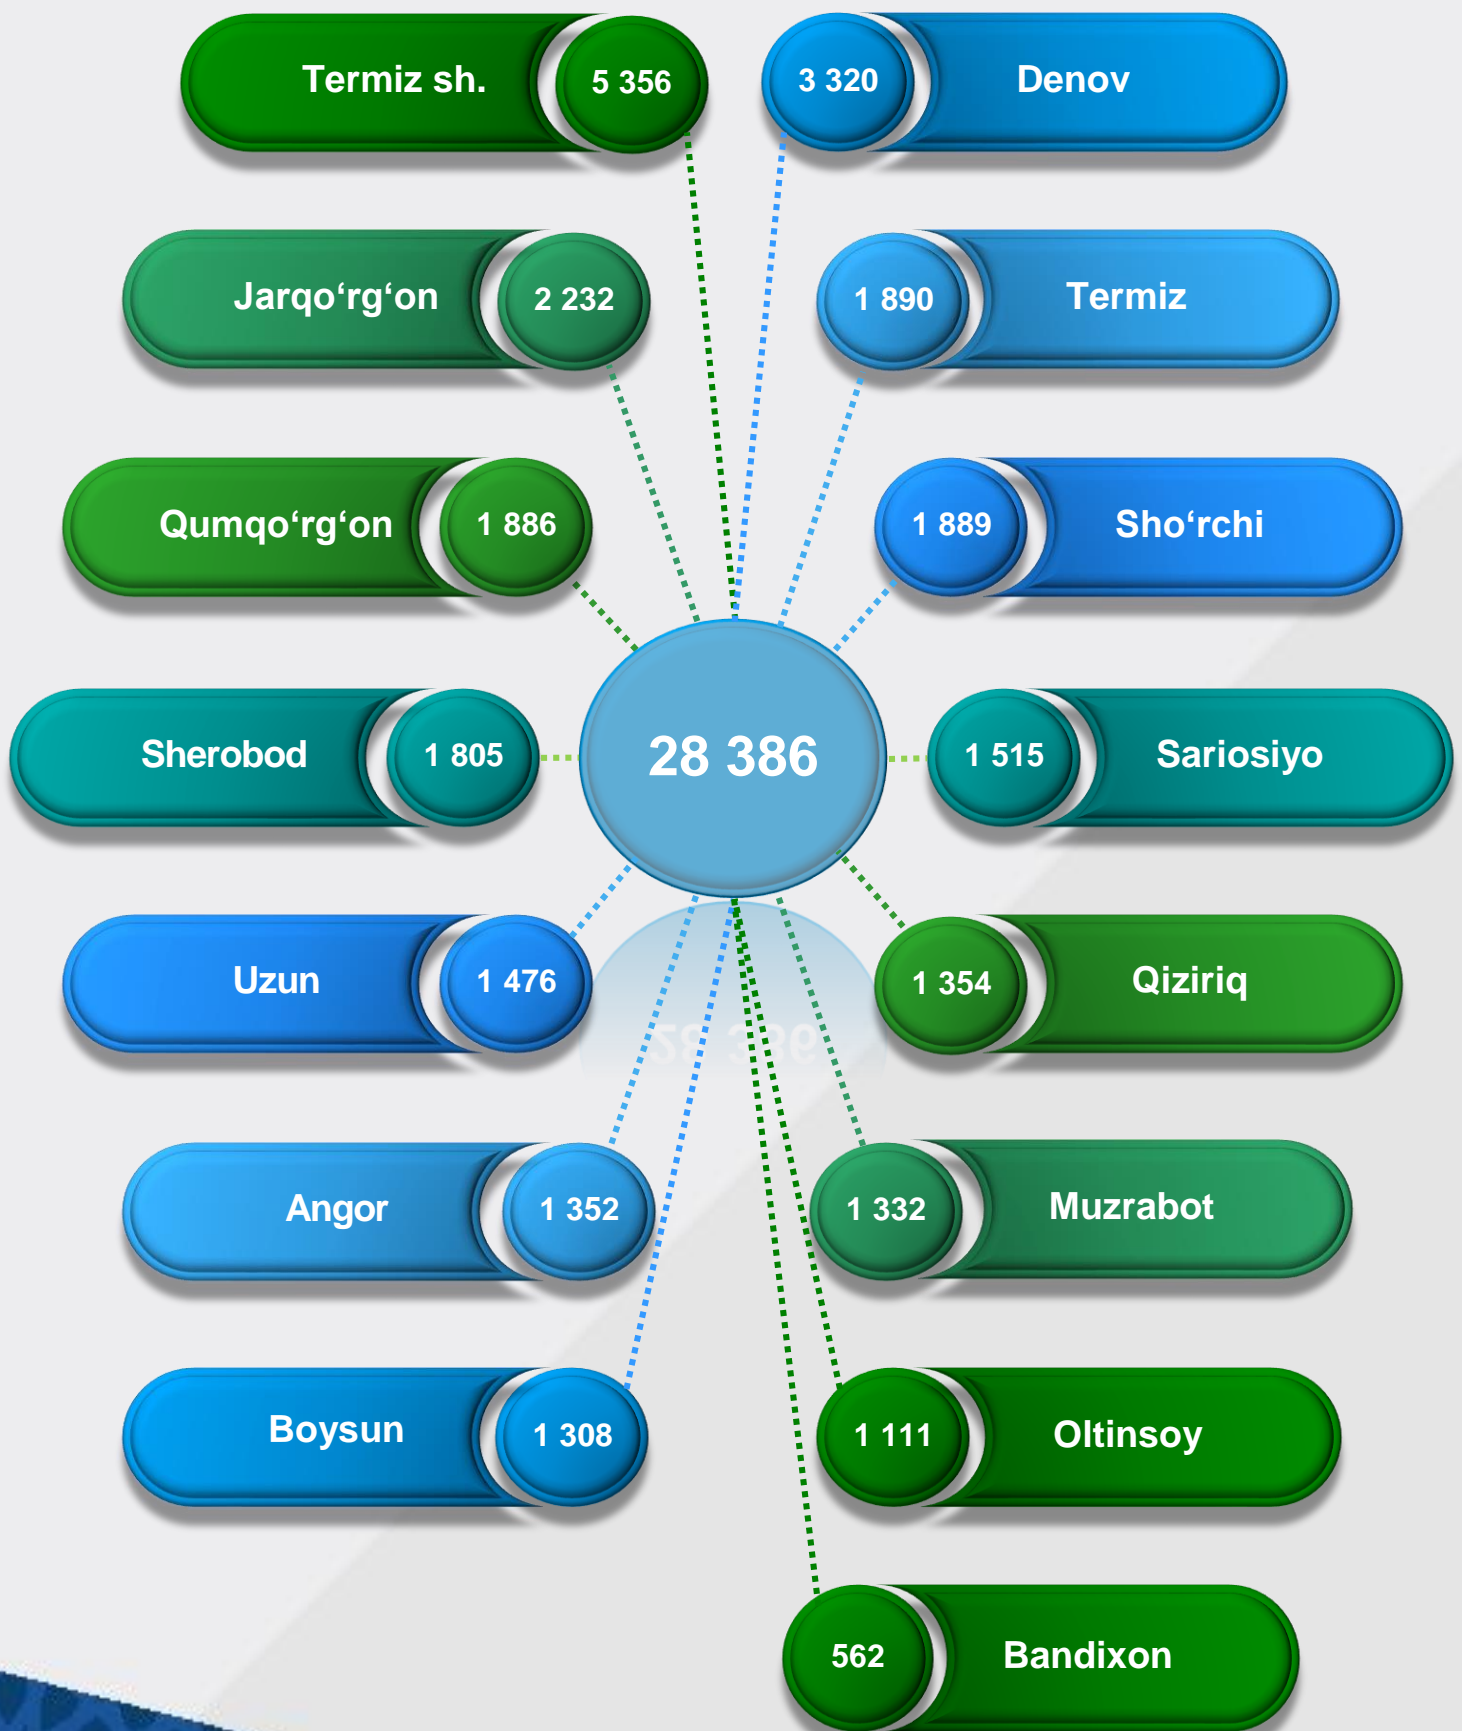 Termiz sh. 5 356
3 320 Denov
Jarqo‘rg‘on 2 232
1 890 Termiz
Qumqo‘rg‘on 1 886
1 889 Sho‘rchi
Sherobod 1 805
28 386
1 515 Sariosiyo
Uzun 1 476
1 354 Qiziriq
Angor 1 352
1 332 Muzrabot
Boysun 1 308
1 111 Oltinsoy
562 Bandixon